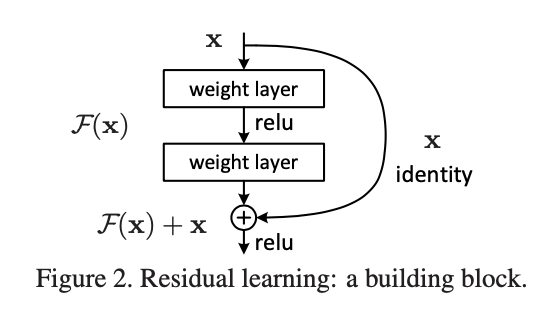 x
weight layer
F(x)
relu
x
weight layer
identity
F(x) + x
+
relu
Figure 2. Residual learning: a building block.